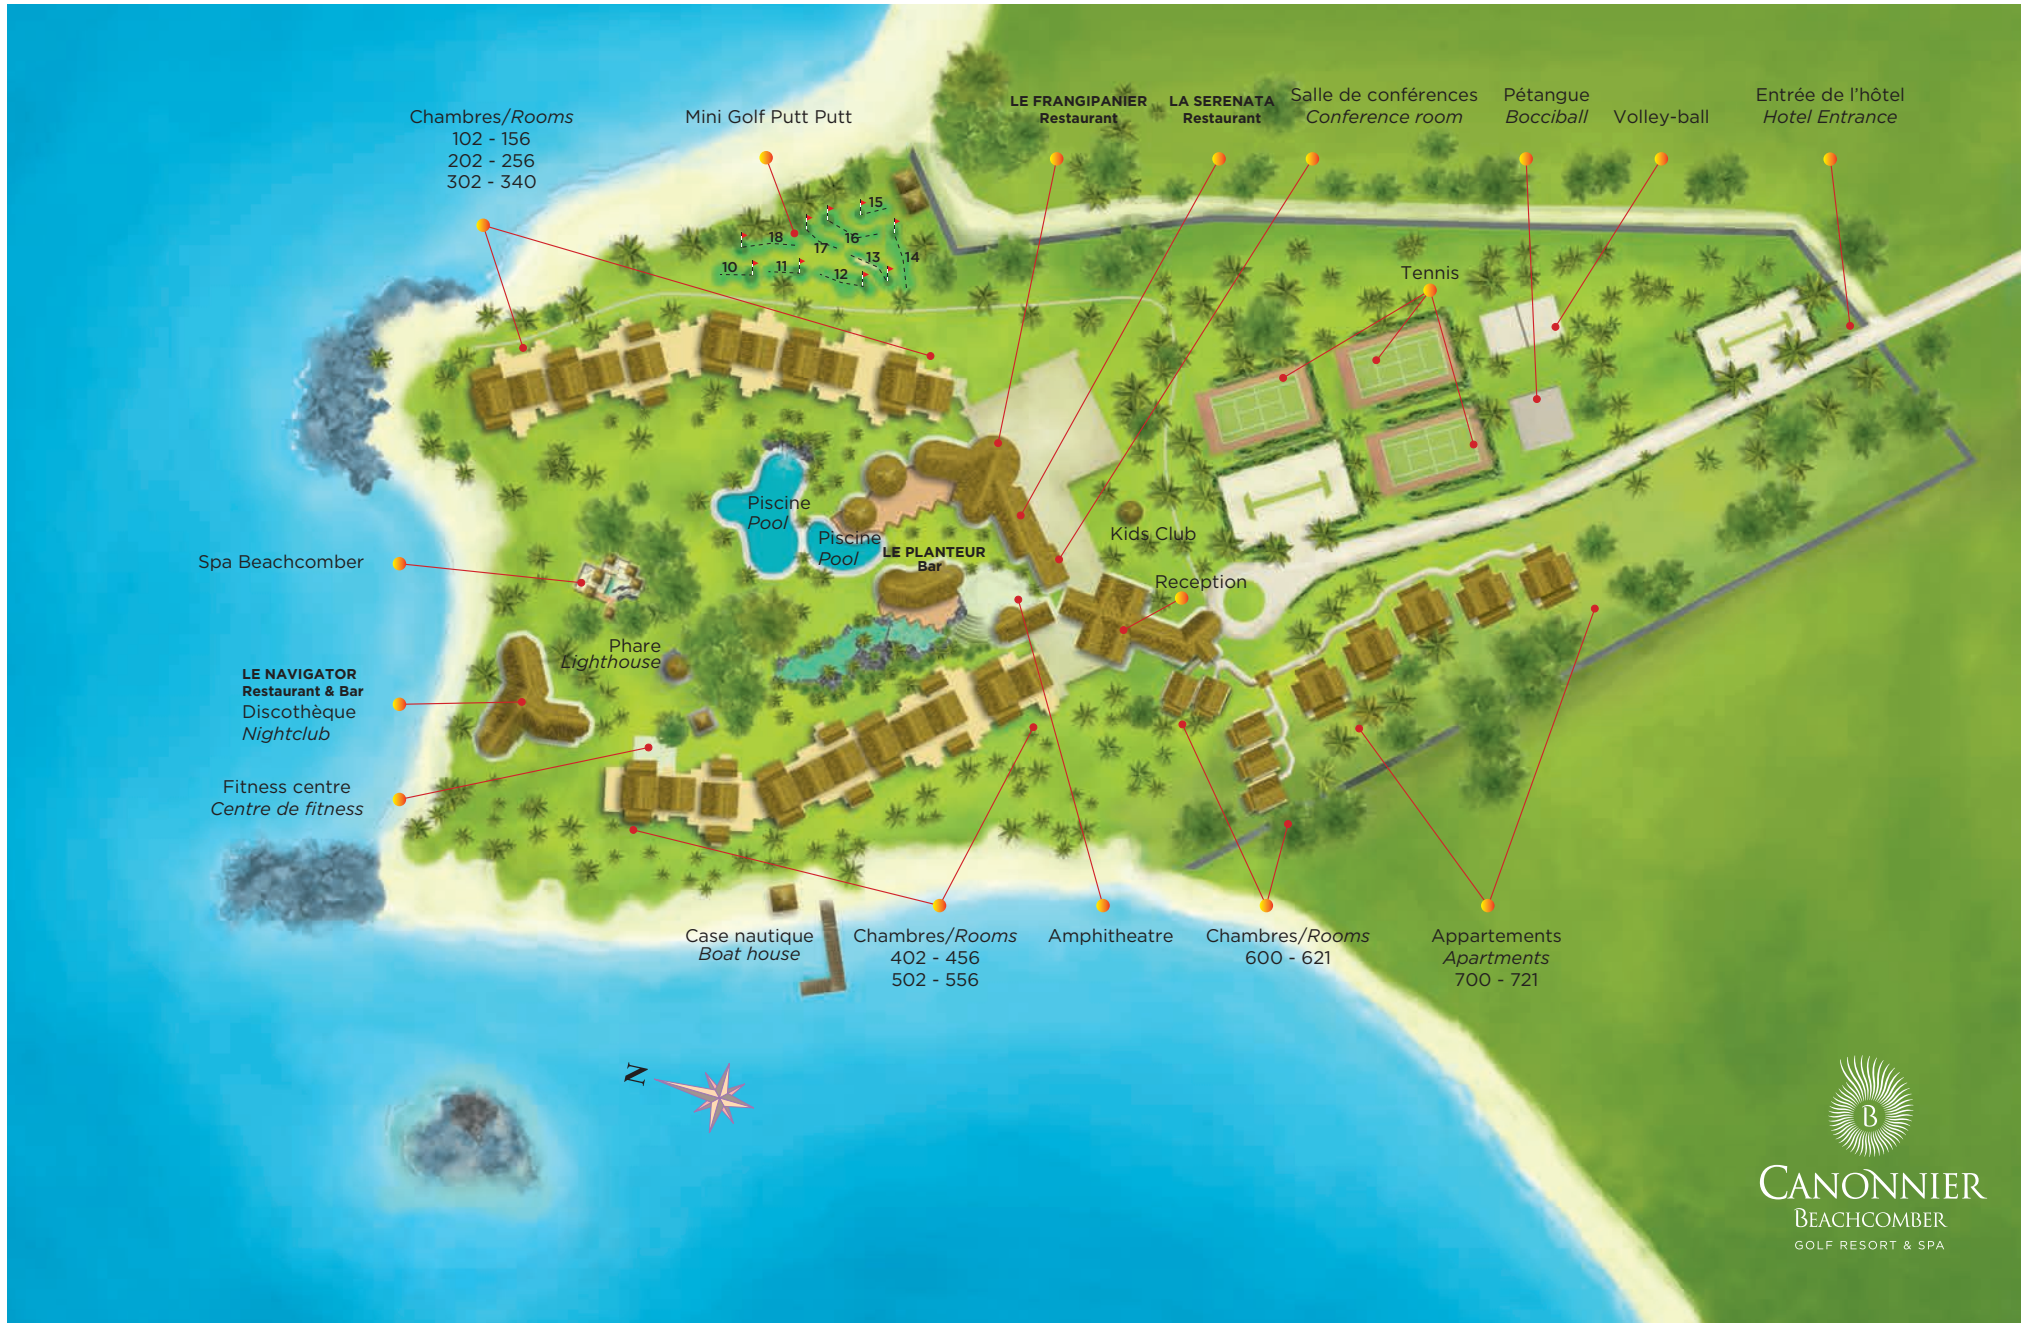 Chambres/Rooms
102 - 156
202 - 256
302 - 340
Mini Golf Putt Putt
LE FRANGIPANIER
Restaurant
LA SERENATA
Restaurant
Salle de conférences
Conference room
Pétangue
Bocciball
Volley-ball
Entrée de l'hôtel
Hotel Entrance
15
18
17
16
14
13
10
11
12
Tennis
Piscine
Pool
Piscine
Pool
LE PLANTEUR
Bar
Kids Club
Reception
Spa Beachcomber
Phare
Lighthouse
LE NAVIGATOR
Restaurant & Bar
Discothèque
Nightclub
Fitness centre
Centre de fitness
Case nautique
Boat house
Chambres/Rooms
402 - 456
502 - 556
Amphitheatre
Chambres/Rooms
600 - 621
Appartements
Apartments
700 - 721
N
B
CANONNIER
BEACHCOMBER
GOLF RESORT & SPA